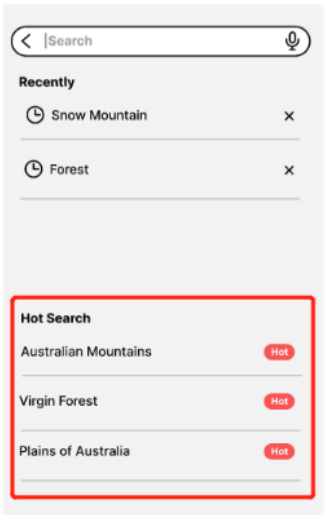 Search
Recently
Snow Mountain
Forest
Hot Search
Australian Mountains Hot
Virgin Forest Hot
Plains of Australia Hot